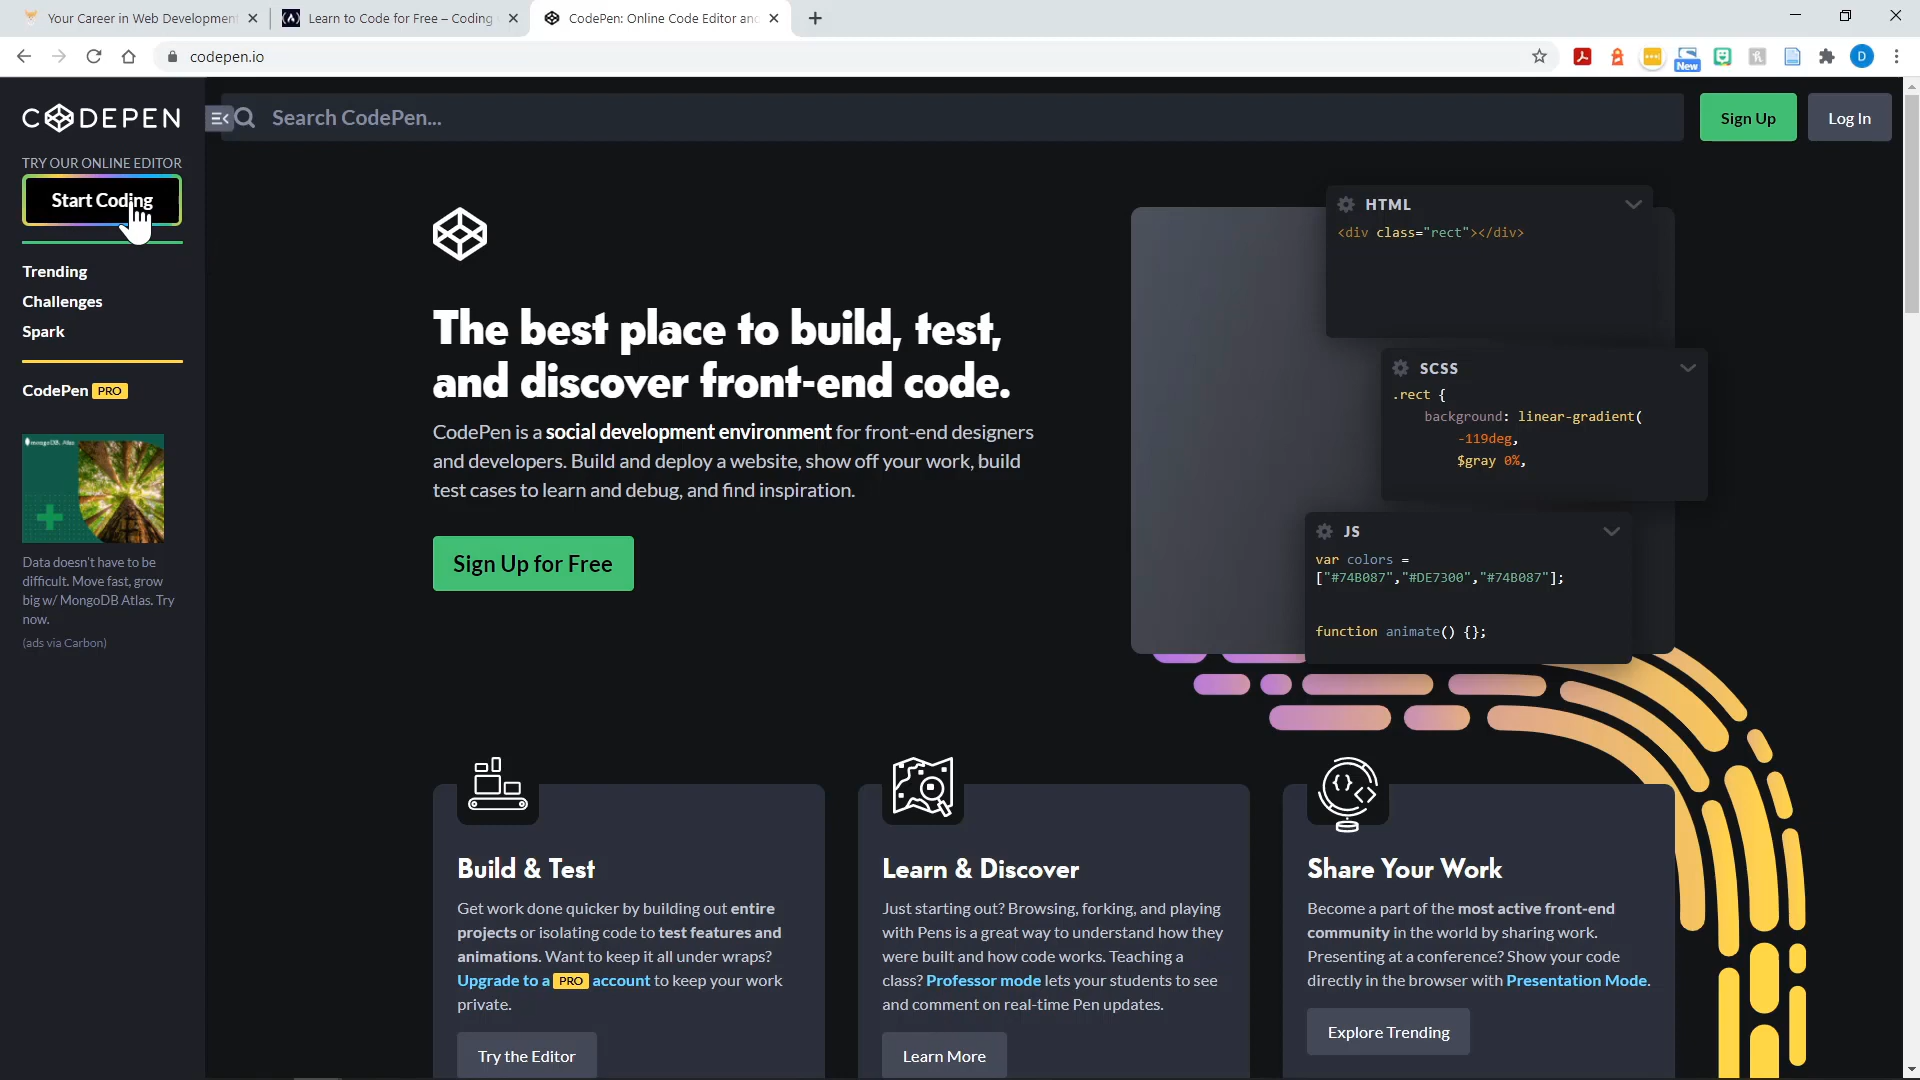 Your Career in Web Developmen
Learn to Code for Free – Coding
CodePen: Online Code Editor an
codepen.io
New
D
CODEPEN
Search CodePen...
Sign Up
Log In
TRY OUR ONLINE EDITOR
Start Coding
Trending
Challenges
Spark
CodePen PRO
mongoDB. Atlas
Data doesn't have to be
difficult. Move fast, grow
big w/ MongoDB Atlas. Try
now.
(ads via Carbon)
The best place to build, test,
and discover front-end code.
CodePen is a social development environment for front-end designers
and developers. Build and deploy a website, show off your work, build
test cases to learn and debug, and find inspiration.
Sign Up for Free
HTML
<div class="rect"></div>
SCSS
.rect {
background: linear-gradient(
-119deg,
$gray 0%,
JS
var colors =
["#74B087","#DE7300","#74B087"];
function animate() {};
Build & Test
Get work done quicker by building out entire
projects or isolating code to test features and
animations. Want to keep it all under wraps?
Upgrade to a PRO account to keep your work
private.
Try the Editor
Learn & Discover
Just starting out? Browsing, forking, and playing
with Pens is a great way to understand how they
were built and how code works. Teaching a
class? Professor mode lets your students to see
and comment on real-time Pen updates.
Learn More
Share Your Work
Become a part of the most active front-end
community in the world by sharing work.
Presenting at a conference? Show your code
directly in the browser with Presentation Mode.
Explore Trending